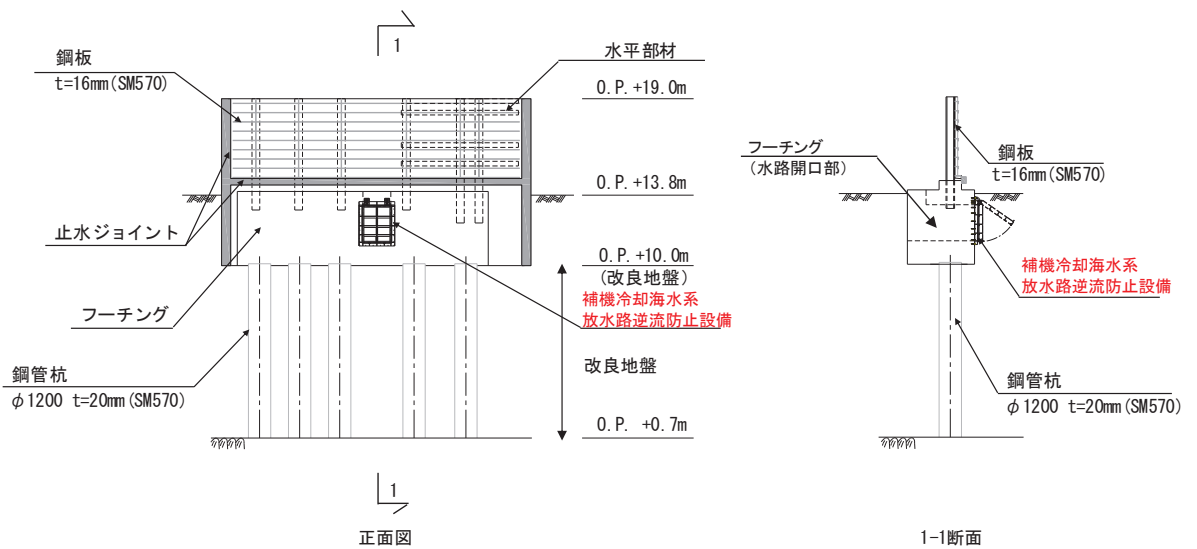 1
鋼板
t=16mm(SM570)
水平部材
O.P.+19.0m
O.P.+13.8m
止水ジョイント
O.P.+10.0m
(改良地盤)
補機冷却海水系
放水路逆流防止設備
フーチング
改良地盤
鋼管杭
φ1200 t=20mm(SM570)
O.P. +0.7m
1
正面図
フーチング
(水路開口部)
鋼板
t=16mm(SM570)
補機冷却海水系
放水路逆流防止設備
鋼管杭
φ1200 t=20mm(SM570)
1-1断面